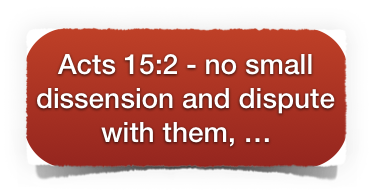 Acts 15:2 - no small
dissension and dispute
with them, …